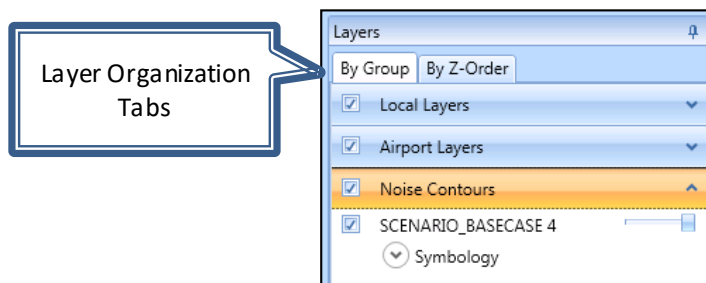 Layer Organization
Tabs
Layers
By Group By Z-Order
Local Layers
Airport Layers
Noise Contours
SCENARIO_BASECASE 4
Symbology